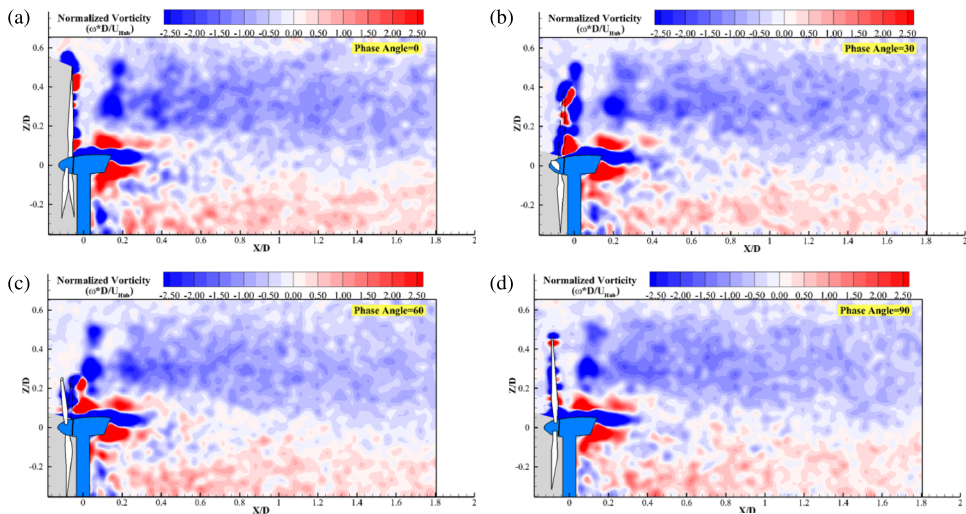 (a)
Normalized Vorticity
(ω*D/U_Hub)
-2.50 -2.00 -1.50 -1.00 -0.50 0.00 0.50 1.00 1.50 2.00 2.50
Phase Angle=0
Z/D
0.6
0.4
0.2
0
-0.2
0 0.2 0.4 0.6 0.8 1 1.2 1.4 1.6 1.8 2
X/D
(b)
Normalized Vorticity
(ω*D/U_Hub)
-2.50 -2.00 -1.50 -1.00 -0.50 0.00 0.50 1.00 1.50 2.00 2.50
Phase Angle=30
Z/D
0.6
0.4
0.2
0
-0.2
0 0.2 0.4 0.6 0.8 1 1.2 1.4 1.6 1.8 2
X/D
(c)
Normalized Vorticity
(ω*D/U_Hub)
-2.50 -2.00 -1.50 -1.00 -0.50 0.00 0.50 1.00 1.50 2.00 2.50
Phase Angle=60
Z/D
0.6
0.4
0.2
0
-0.2
0 0.2 0.4 0.6 0.8 1 1.2 1.4 1.6 1.8 2
X/D
(d)
Normalized Vorticity
(ω*D/U_Hub)
-2.50 -2.00 -1.50 -1.00 -0.50 0.00 0.50 1.00 1.50 2.00 2.50
Phase Angle=90
Z/D
0.6
0.4
0.2
0
-0.2
0 0.2 0.4 0.6 0.8 1 1.2 1.4 1.6 1.8 2
X/D